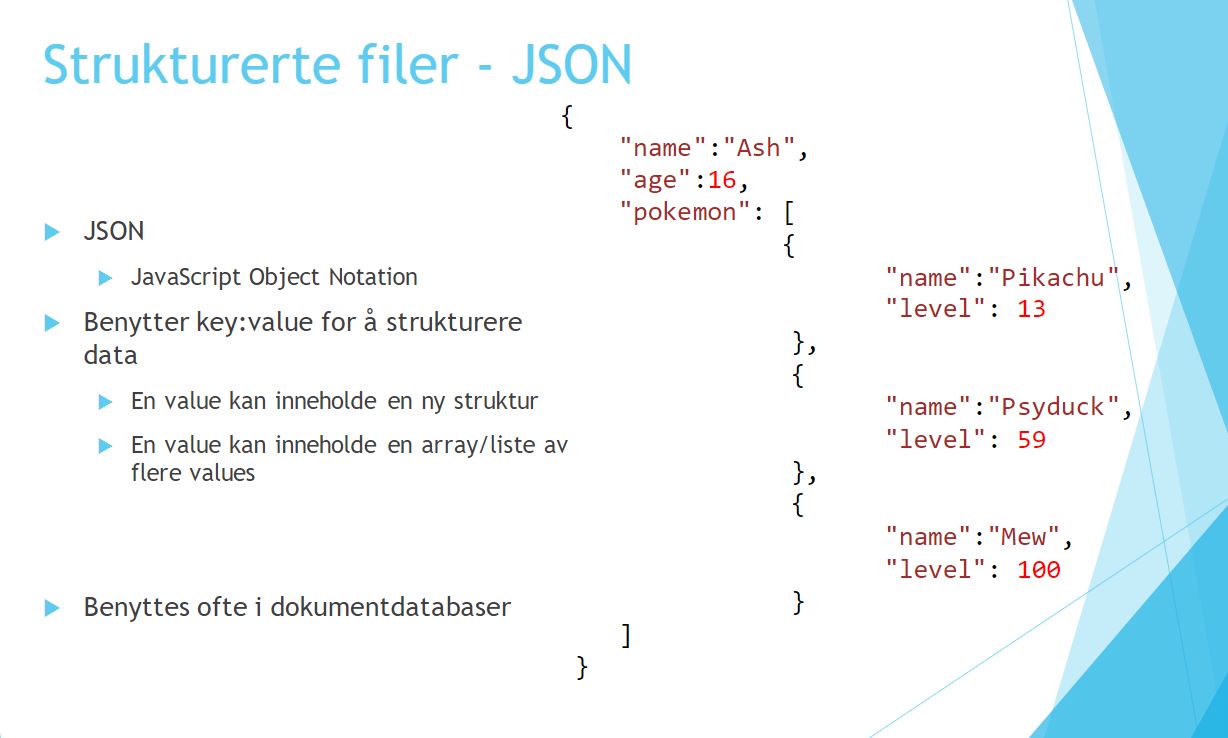 Strukturerte filer - JSON
JSON
JavaScript Object Notation
Benytter key:value for å strukturere
data
En value kan inneholde en ny struktur
En value kan inneholde en array/liste av
flere values
Benyttes ofte i dokumentdatabaser
{
"name":"Ash",
"age":16,
"pokemon": [
{
"name":"Pikachu",
"level": 13
},
{
"name":"Psyduck",
"level": 59
},
{
"name":"Mew",
"level": 100
}
]
}